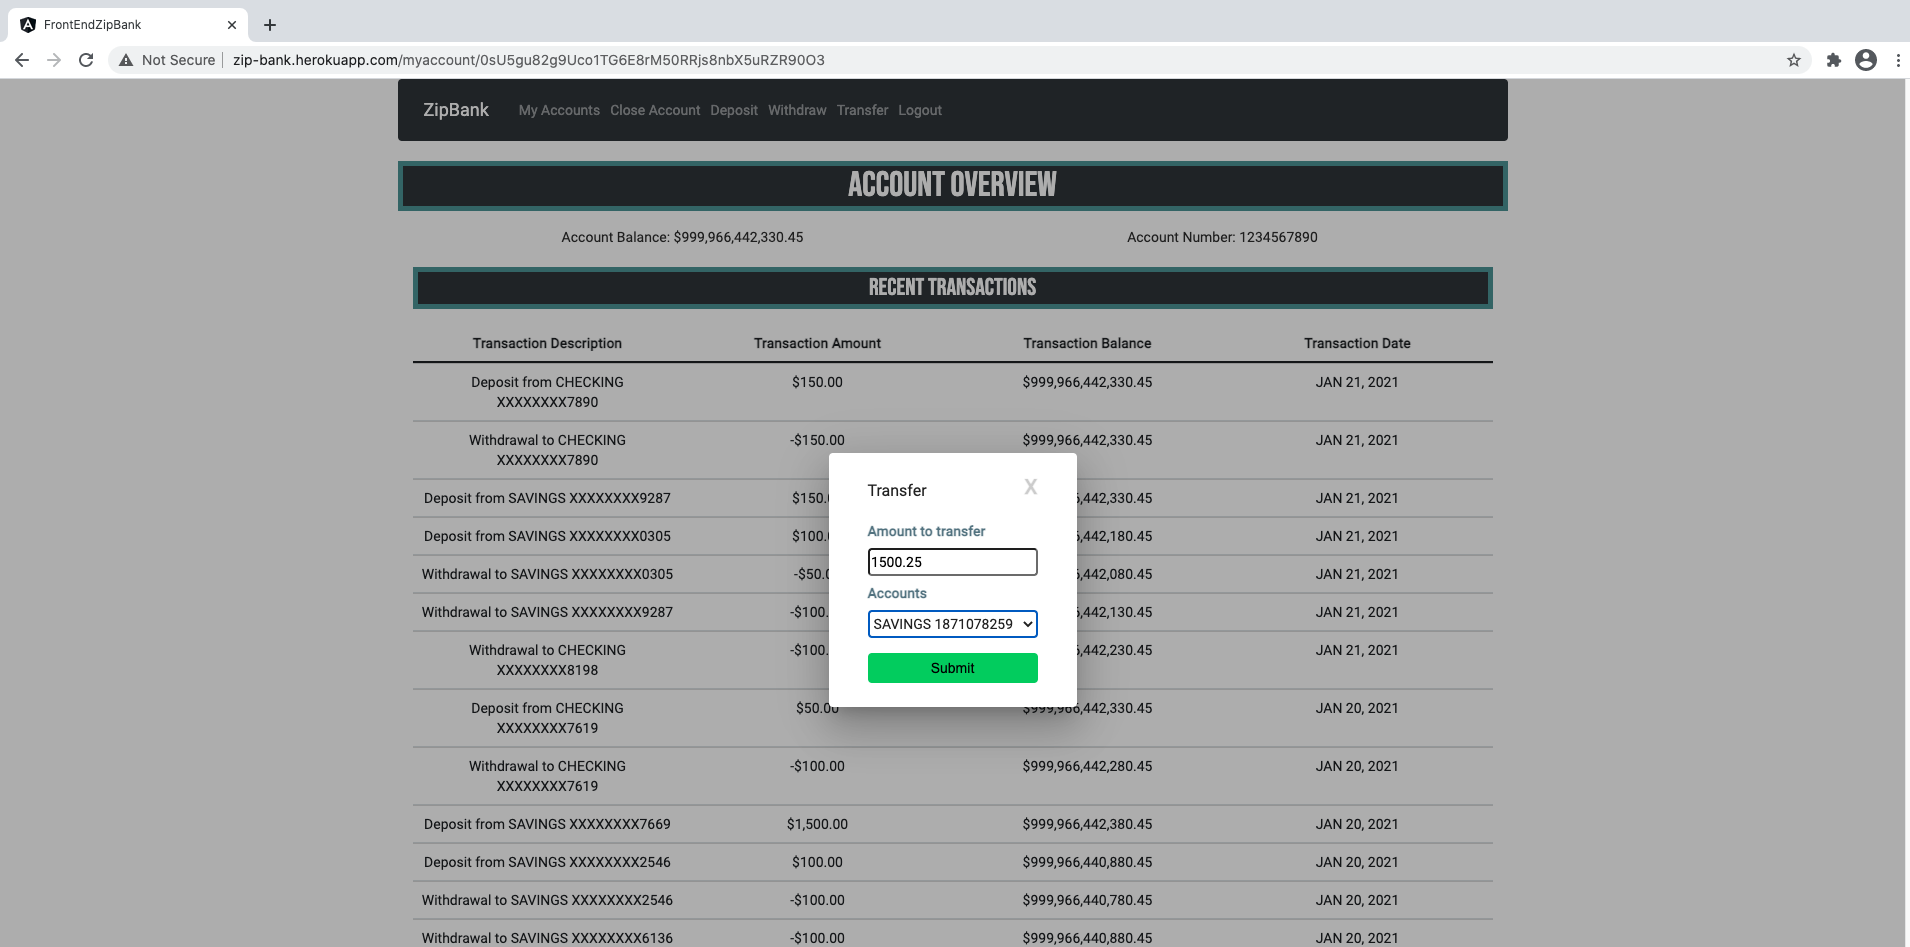 FrontEndZipBank
Not Secure zip-bank.herokuapp.com/myaccount/0sU5gu82g9Uco1TG6E8rM50RRjs8nbX5uRZR90O3
ZipBank My Accounts Close Account Deposit Withdraw Transfer Logout
ACCOUNT OVERVIEW
Account Balance: $999,966,442,330.45 Account Number: 1234567890
RECENT TRANSACTIONS
Transaction Description Transaction Amount Transaction Balance Transaction Date
Deposit from CHECKING $150.00 $999,966,442,330.45 JAN 21, 2021
XXXXXXXX7890
Withdrawal to CHECKING -$150.00 $999,966,442,330.45 JAN 21, 2021
XXXXXXXX7890
Deposit from SAVINGS XXXXXXXX9287 $150. ,442,330.45 JAN 21, 2021
Deposit from SAVINGS XXXXXXXX0305 $100. ,442,180.45 JAN 21, 2021
Withdrawal to SAVINGS XXXXXXXX0305 -$50. ,442,080.45 JAN 21, 2021
Withdrawal to SAVINGS XXXXXXXX9287 -$100. ,442,130.45 JAN 21, 2021
Withdrawal to CHECKING -$100. ,442,230.45 JAN 21, 2021
XXXXXXXX8198
Deposit from CHECKING $50.00 $999,966,442,330.45 JAN 20, 2021
XXXXXXXX7619
Withdrawal to CHECKING -$100.00 $999,966,442,280.45 JAN 20, 2021
XXXXXXXX7619
Deposit from SAVINGS XXXXXXXX7669 $1,500.00 $999,966,442,380.45 JAN 20, 2021
Deposit from SAVINGS XXXXXXXX2546 $100.00 $999,966,440,880.45 JAN 20, 2021
Withdrawal to SAVINGS XXXXXXXX2546 -$100.00 $999,966,440,780.45 JAN 20, 2021
Withdrawal to SAVINGS XXXXXXXX6136 -$100.00 $999,966,440,880.45 JAN 20, 2021
Transfer X
Amount to transfer
1500.25
Accounts
SAVINGS 1871078259
Submit